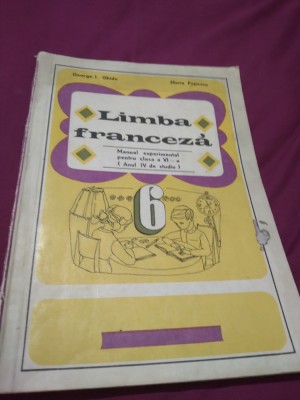 George I. Ghidu
Maria Popescu
Limba
franceză
Manual experimental
pentru clasa a VI - a
( Anul IV de studiu )
6